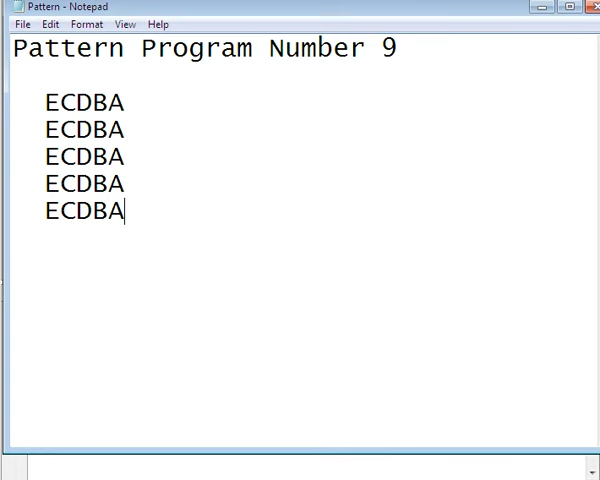 Pattern - Notepad
File Edit Format View Help
Pattern Program Number 9
ECDBA
ECDBA
ECDBA
ECDBA
ECDBA